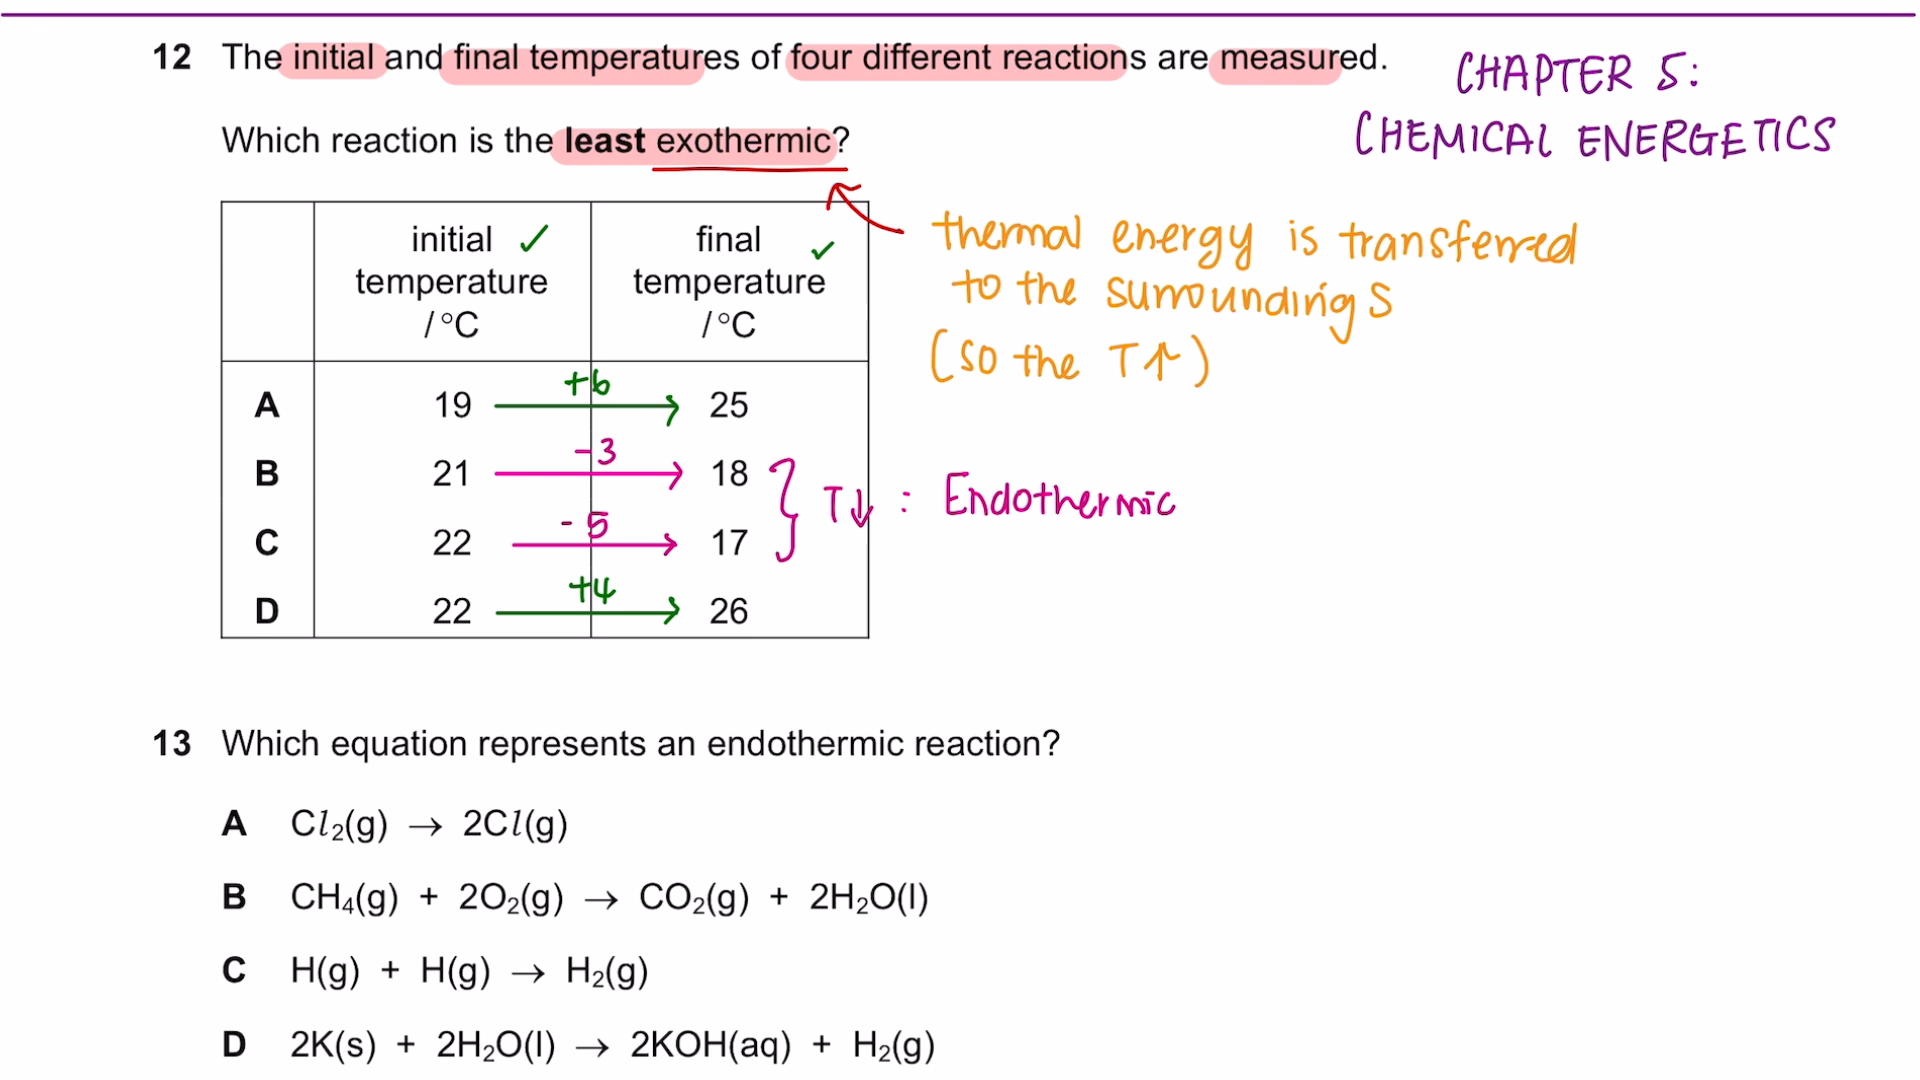 12 The initial and final temperatures of four different reactions are measured.
CHAPTER 5:
CHEMICAL ENERGETICS
Which reaction is the least exothermic?
initial ✓ final ✓
temperature temperature
/°C /°C
thermal energy is transferred
to the surroundings
(so the T↑)
+6
A 19 → 25
-3
B 21 → 18
T↓ : Endothermic
-5
C 22 → 17
+4
D 22 → 26
13 Which equation represents an endothermic reaction?
A Cl₂(g) → 2Cl(g)
B CH₄(g) + 2O₂(g) → CO₂(g) + 2H₂O(l)
C H(g) + H(g) → H₂(g)
D 2K(s) + 2H₂O(l) → 2KOH(aq) + H₂(g)